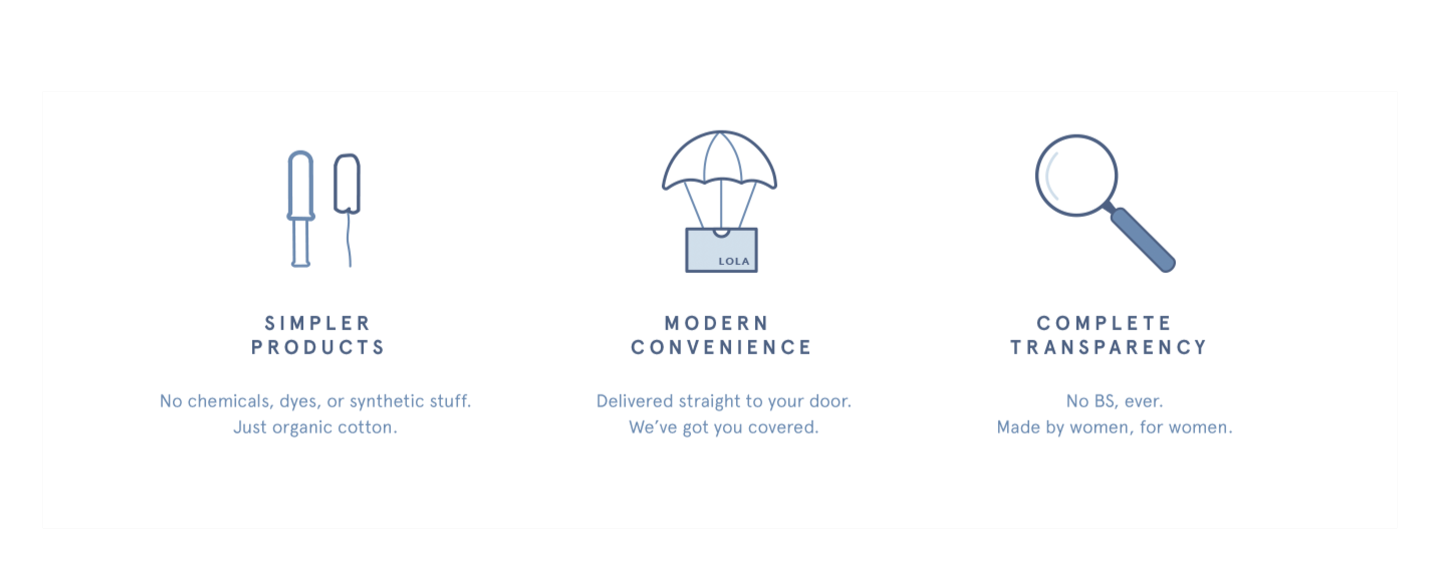 LOLA
SIMPLER
PRODUCTS
No chemicals, dyes, or synthetic stuff.
Just organic cotton.
MODERN
CONVENIENCE
Delivered straight to your door.
We’ve got you covered.
COMPLETE
TRANSPARENCY
No BS, ever.
Made by women, for women.